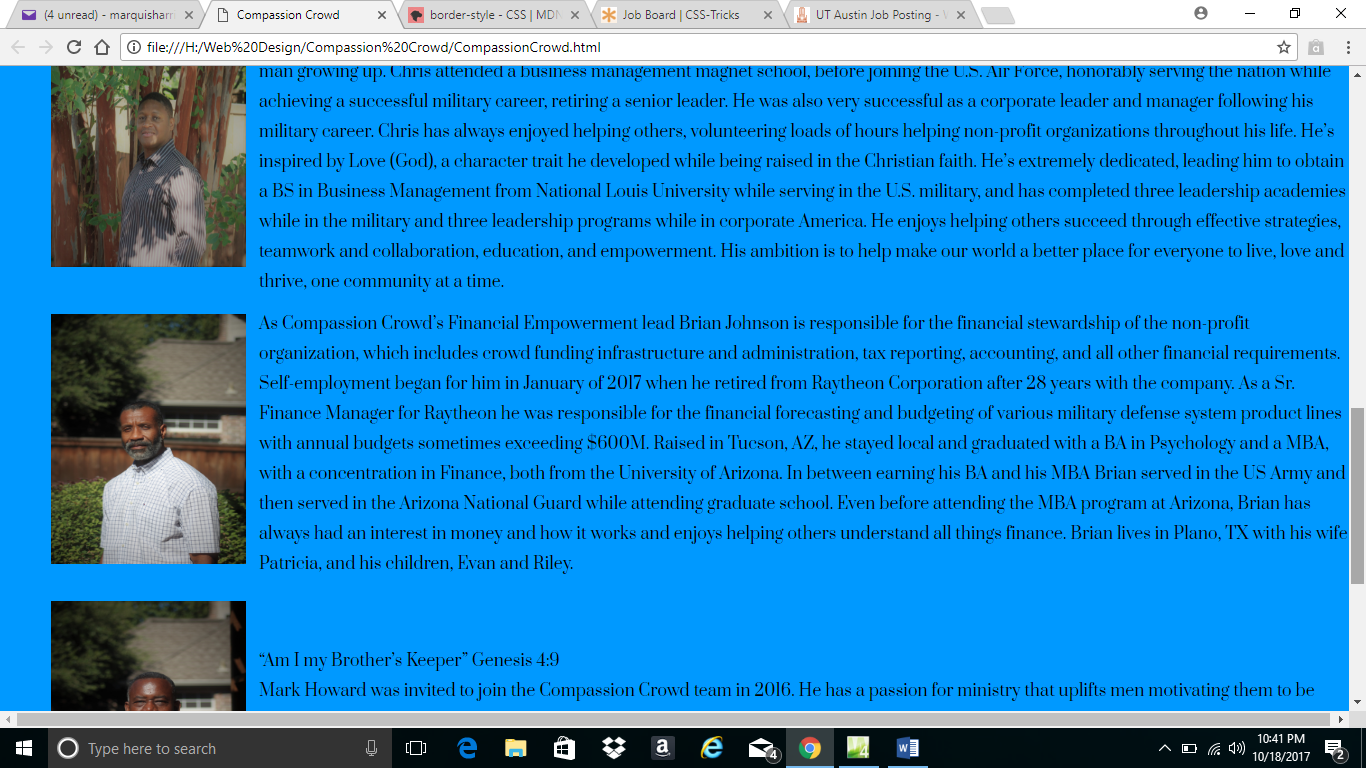 (4 unread) - marquishar
Compassion Crowd
border-style - CSS | MDN
Job Board | CSS-Tricks
UT Austin Job Posting -
file:///H:/Web%20Design/Compassion%20Crowd/CompassionCrowd.html
man growing up. Chris attended a business management magnet school, before joining the U.S. Air Force, honorably serving the nation while
achieving a successful military career, retiring a senior leader. He was also very successful as a corporate leader and manager following his
military career. Chris has always enjoyed helping others, volunteering loads of hours helping non-profit organizations throughout his life. He’s
inspired by Love (God), a character trait he developed while being raised in the Christian faith. He’s extremely dedicated, leading him to obtain
a BS in Business Management from National Louis University while serving in the U.S. military, and has completed three leadership academies
while in the military and three leadership programs while in corporate America. He enjoys helping others succeed through effective strategies,
teamwork and collaboration, education, and empowerment. His ambition is to help make our world a better place for everyone to live, love and
thrive, one community at a time.
As Compassion Crowd’s Financial Empowerment lead Brian Johnson is responsible for the financial stewardship of the non-profit
organization, which includes crowd funding infrastructure and administration, tax reporting, accounting, and all other financial requirements.
Self-employment began for him in January of 2017 when he retired from Raytheon Corporation after 28 years with the company. As a Sr.
Finance Manager for Raytheon he was responsible for the financial forecasting and budgeting of various military defense system product lines
with annual budgets sometimes exceeding $600M. Raised in Tucson, AZ, he stayed local and graduated with a BA in Psychology and a MBA,
with a concentration in Finance, both from the University of Arizona. In between earning his BA and his MBA Brian served in the US Army and
then served in the Arizona National Guard while attending graduate school. Even before attending the MBA program at Arizona, Brian has
always had an interest in money and how it works and enjoys helping others understand all things finance. Brian lives in Plano, TX with his wife
Patricia, and his children, Evan and Riley.
“Am I my Brother’s Keeper” Genesis 4:9
Mark Howard was invited to join the Compassion Crowd team in 2016. He has a passion for ministry that uplifts men motivating them to be
Type here to search
4
10:41 PM
10/18/2017
2